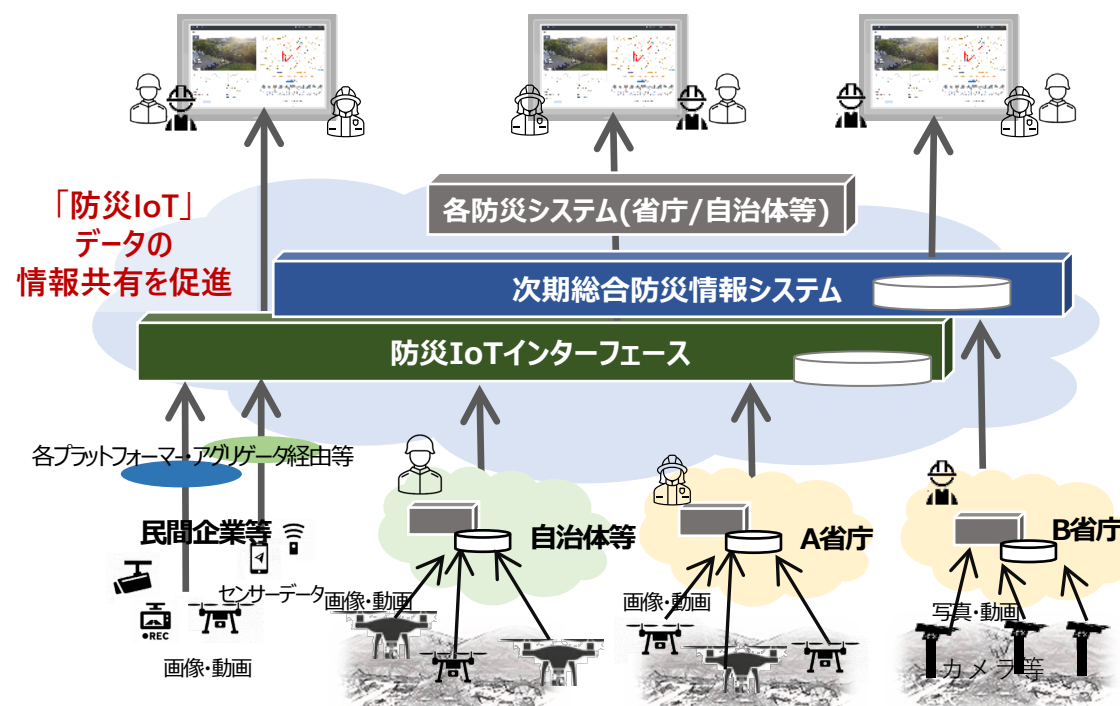 各防災システム(省庁/自治体等)
「防災IoT」
データの
情報共有を促進
次期総合防災情報システム
防災IoTインターフェース
各プラットフォーマー・アグリゲータ経由等
民間企業等
自治体等
A省庁
B省庁
センサーデータ
画像・動画
画像・動画
写真・動画
●REC
画像・動画
カメラ等